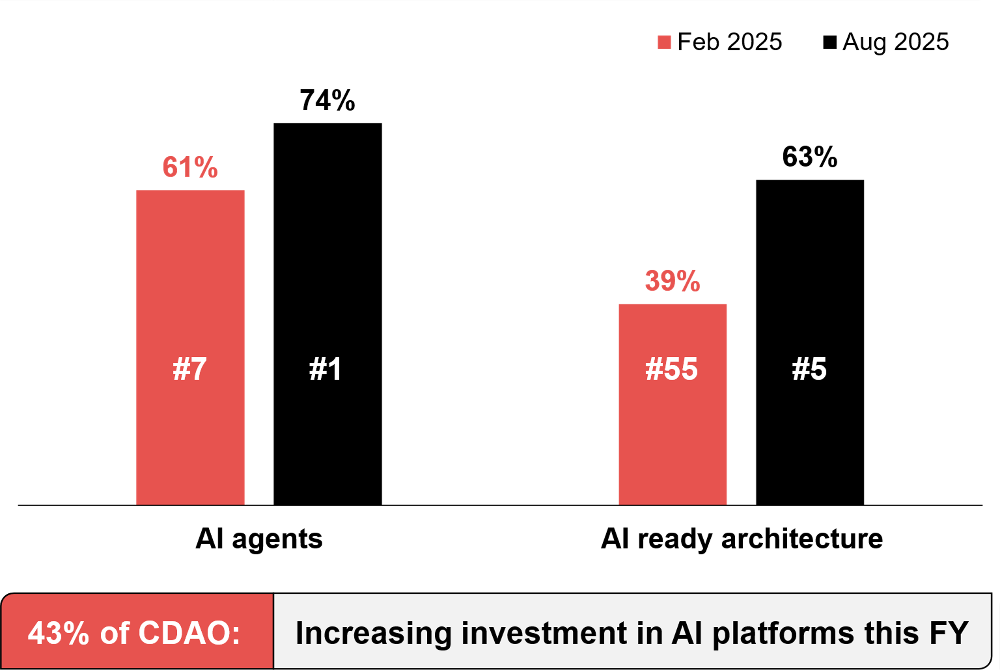 Feb 2025 Aug 2025
74%
61%
63%
39%
#7 #1 #55 #5
AI agents AI ready architecture
43% of CDAO: Increasing investment in AI platforms this FY